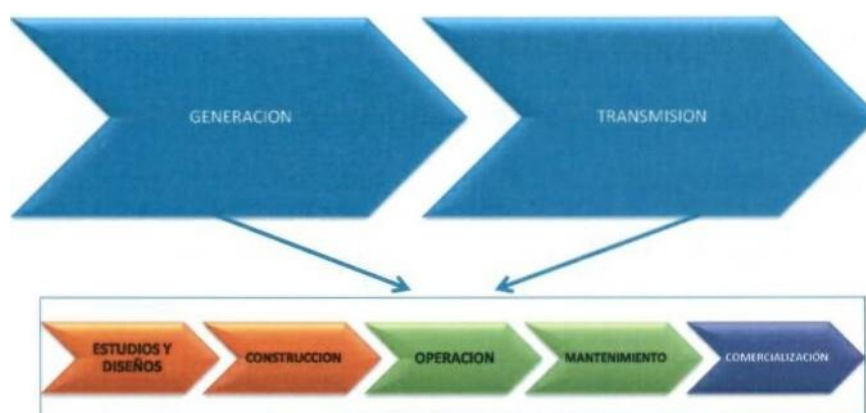 GENERACION
TRANSMISION
ESTUDIOS Y
DISEÑOS
CONSTRUCCION
OPERACION
MANTENIMIENTO
COMERCIALIZACIÓN